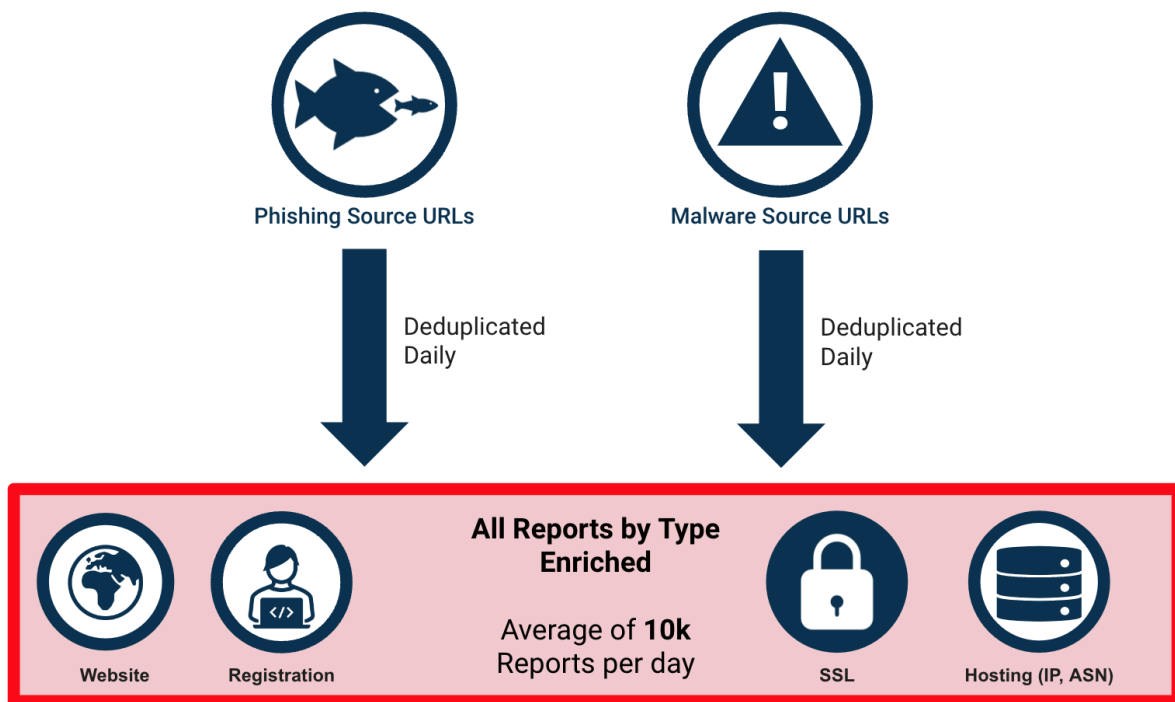 Phishing Source URLs
Malware Source URLs
Deduplicated
Daily
Deduplicated
Daily
All Reports by Type
Enriched
Average of 10k
Reports per day
</>
Website
Registration
SSL
Hosting (IP, ASN)